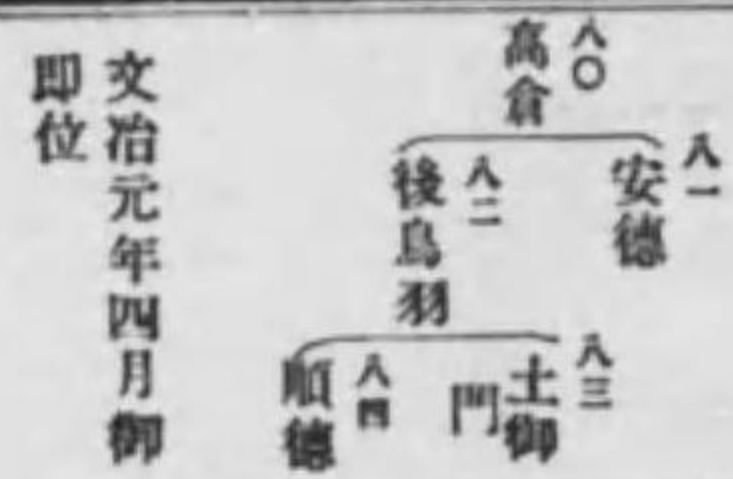 八〇
高倉
八一
安德
八二
後鳥羽
八三
土御
門
八四
順德
文冶元年四月御
即位